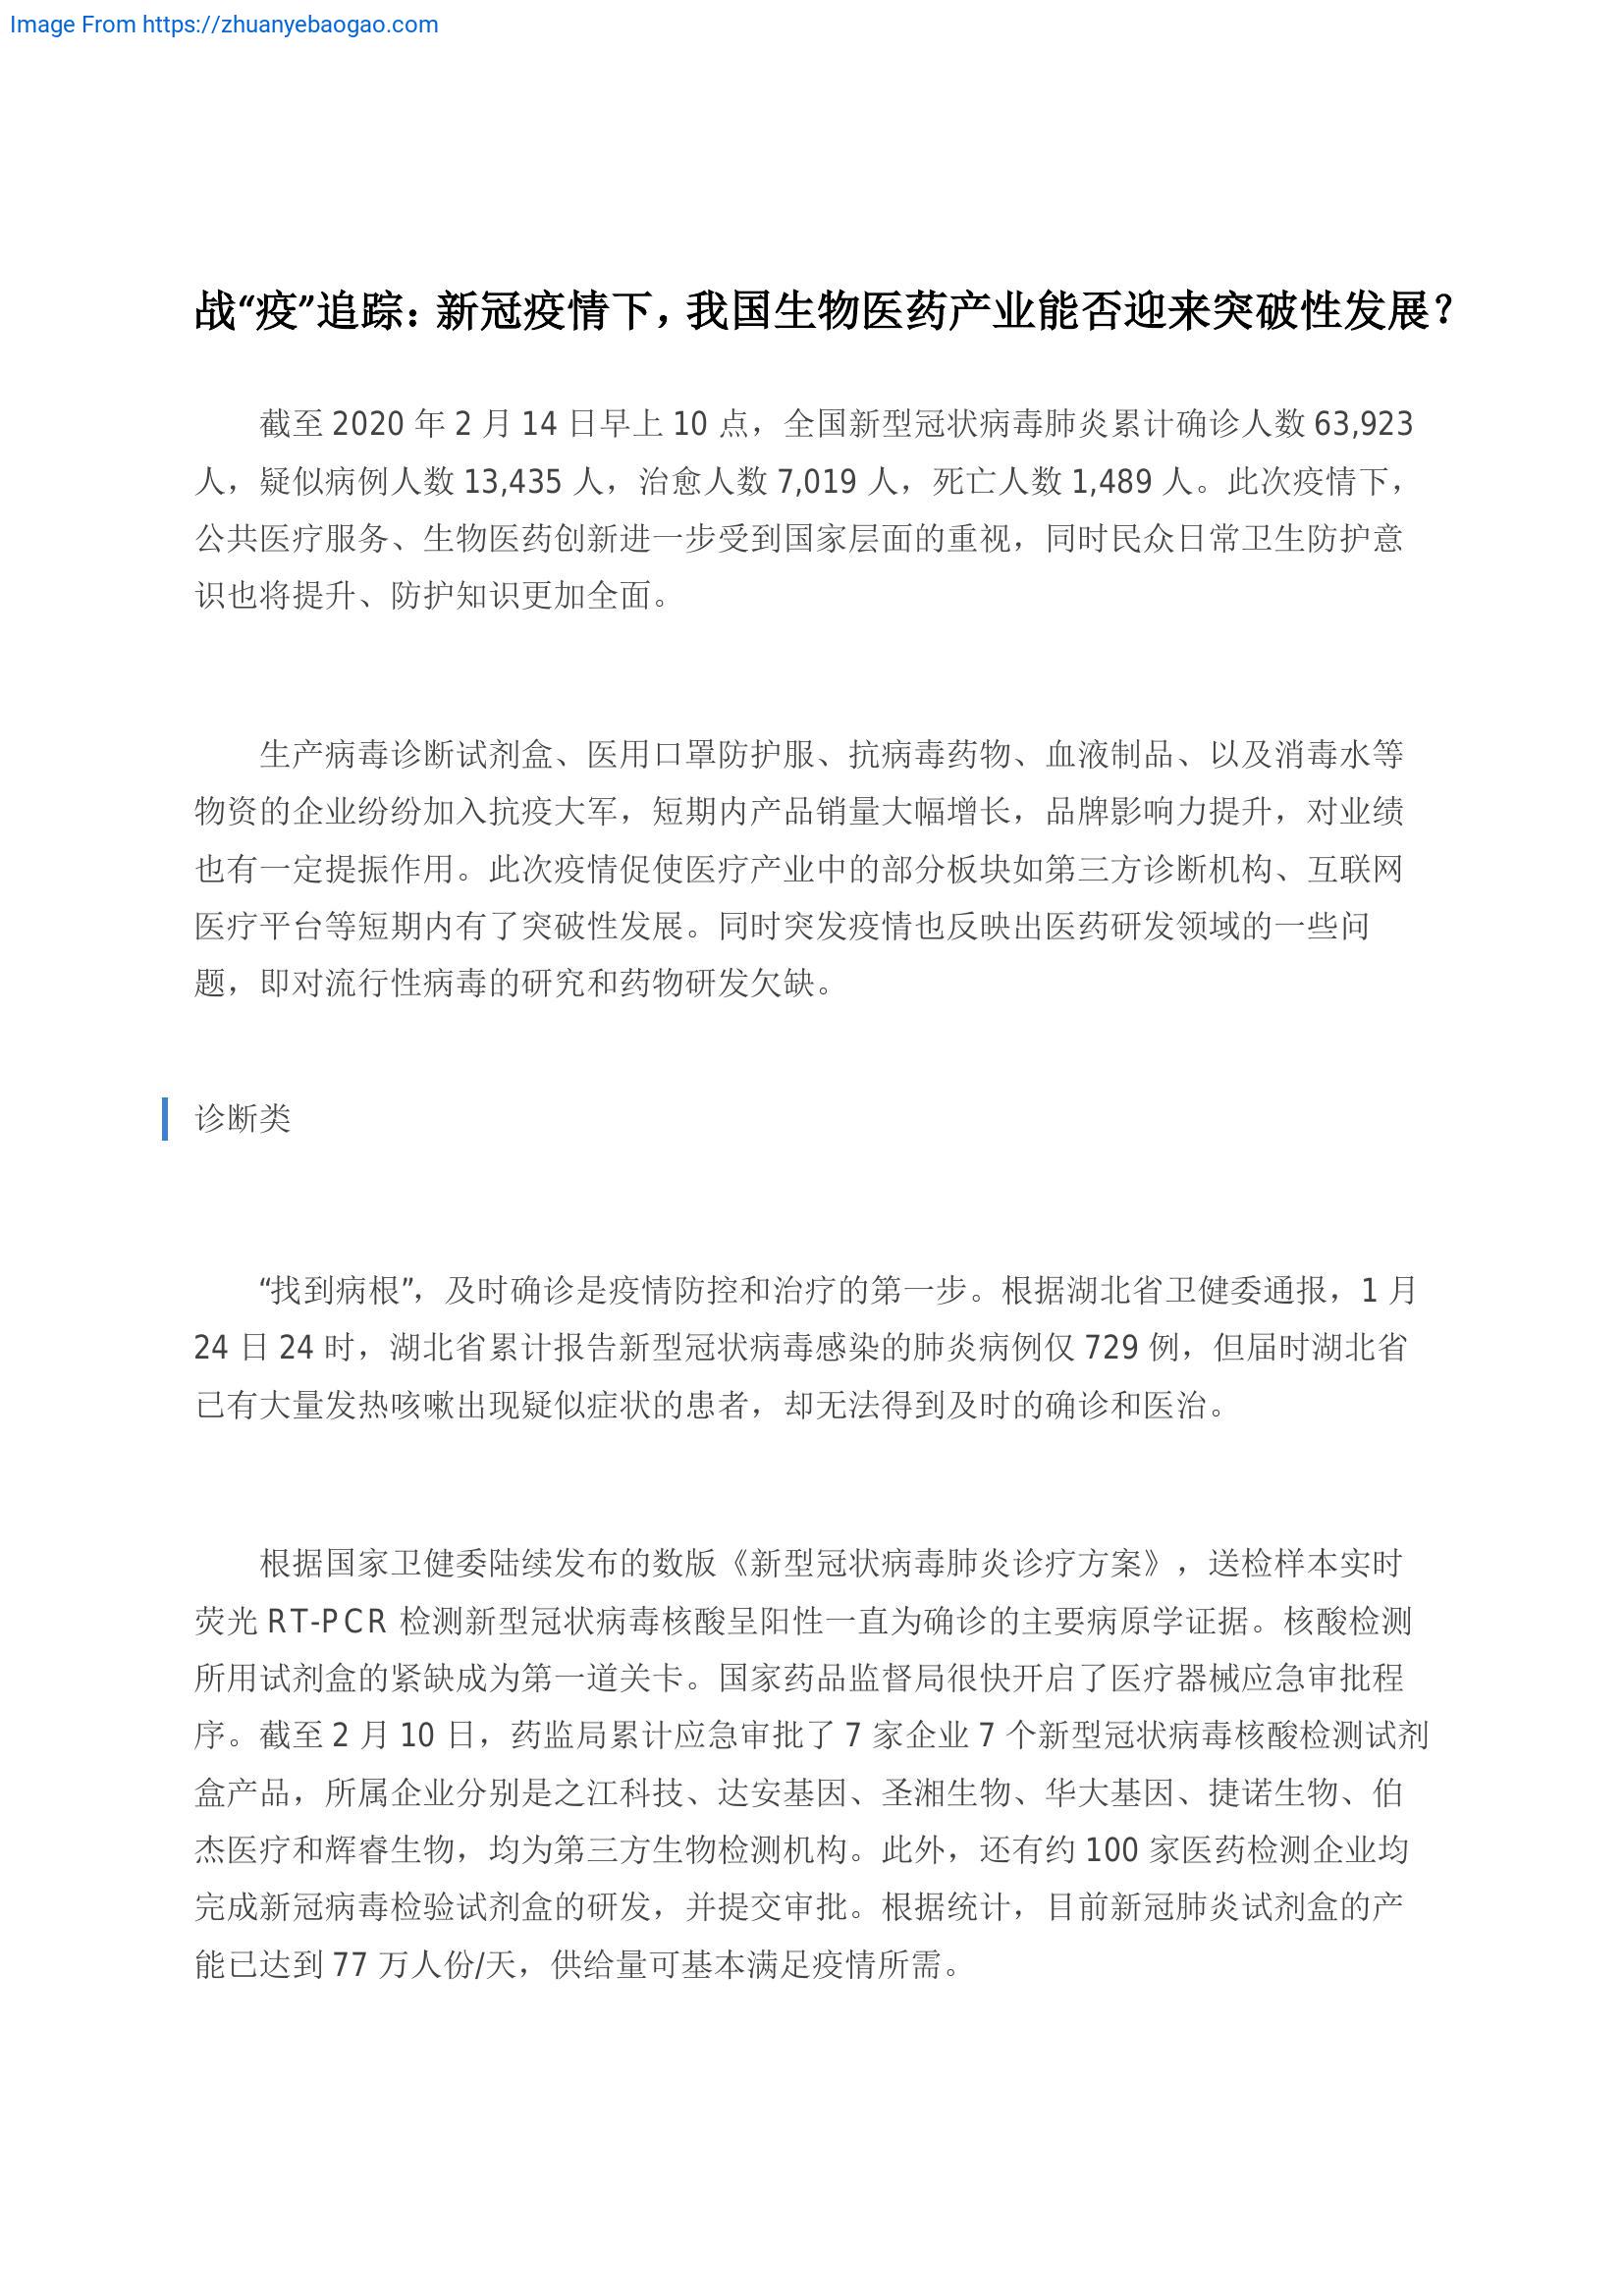 Image From https://zhuanyebaogao.com
战“疫”追踪：新冠疫情下，我国生物医药产业能否迎来突破性发展？
截至 2020 年 2 月 14 日早上 10 点，全国新型冠状病毒肺炎累计确诊人数 63,923
人，疑似病例人数 13,435 人，治愈人数 7,019 人，死亡人数 1,489 人。此次疫情下，
公共医疗服务、生物医药创新进一步受到国家层面的重视，同时民众日常卫生防护意
识也将提升、防护知识更加全面。
生产病毒诊断试剂盒、医用口罩防护服、抗病毒药物、血液制品、以及消毒水等
物资的企业纷纷加入抗疫大军，短期内产品销量大幅增长，品牌影响力提升，对业绩
也有一定提振作用。此次疫情促使医疗产业中的部分板块如第三方诊断机构、互联网
医疗平台等短期内有了突破性发展。同时突发疫情也反映出医药研发领域的一些问
题，即对流行性病毒的研究和药物研发欠缺。
诊断类
“找到病根”，及时确诊是疫情防控和治疗的第一步。根据湖北省卫健委通报，1 月
24 日 24 时，湖北省累计报告新型冠状病毒感染的肺炎病例仅 729 例，但届时湖北省
已有大量发热咳嗽出现疑似症状的患者，却无法得到及时的确诊和医治。
根据国家卫健委陆续发布的数版《新型冠状病毒肺炎诊疗方案》，送检样本实时
荧光 RT-PCR 检测新型冠状病毒核酸呈阳性一直为确诊的主要病原学证据。核酸检测
所用试剂盒的紧缺成为第一道关卡。国家药品监督局很快开启了医疗器械应急审批程
序。截至 2 月 10 日，药监局累计应急审批了 7 家企业 7 个新型冠状病毒核酸检测试剂
盒产品，所属企业分别是之江科技、达安基因、圣湘生物、华大基因、捷诺生物、伯
杰医疗和辉睿生物，均为第三方生物检测机构。此外，还有约 100 家医药检测企业均
完成新冠病毒检验试剂盒的研发，并提交审批。根据统计，目前新冠肺炎试剂盒的产
能已达到 77 万人份/天，供给量可基本满足疫情所需。